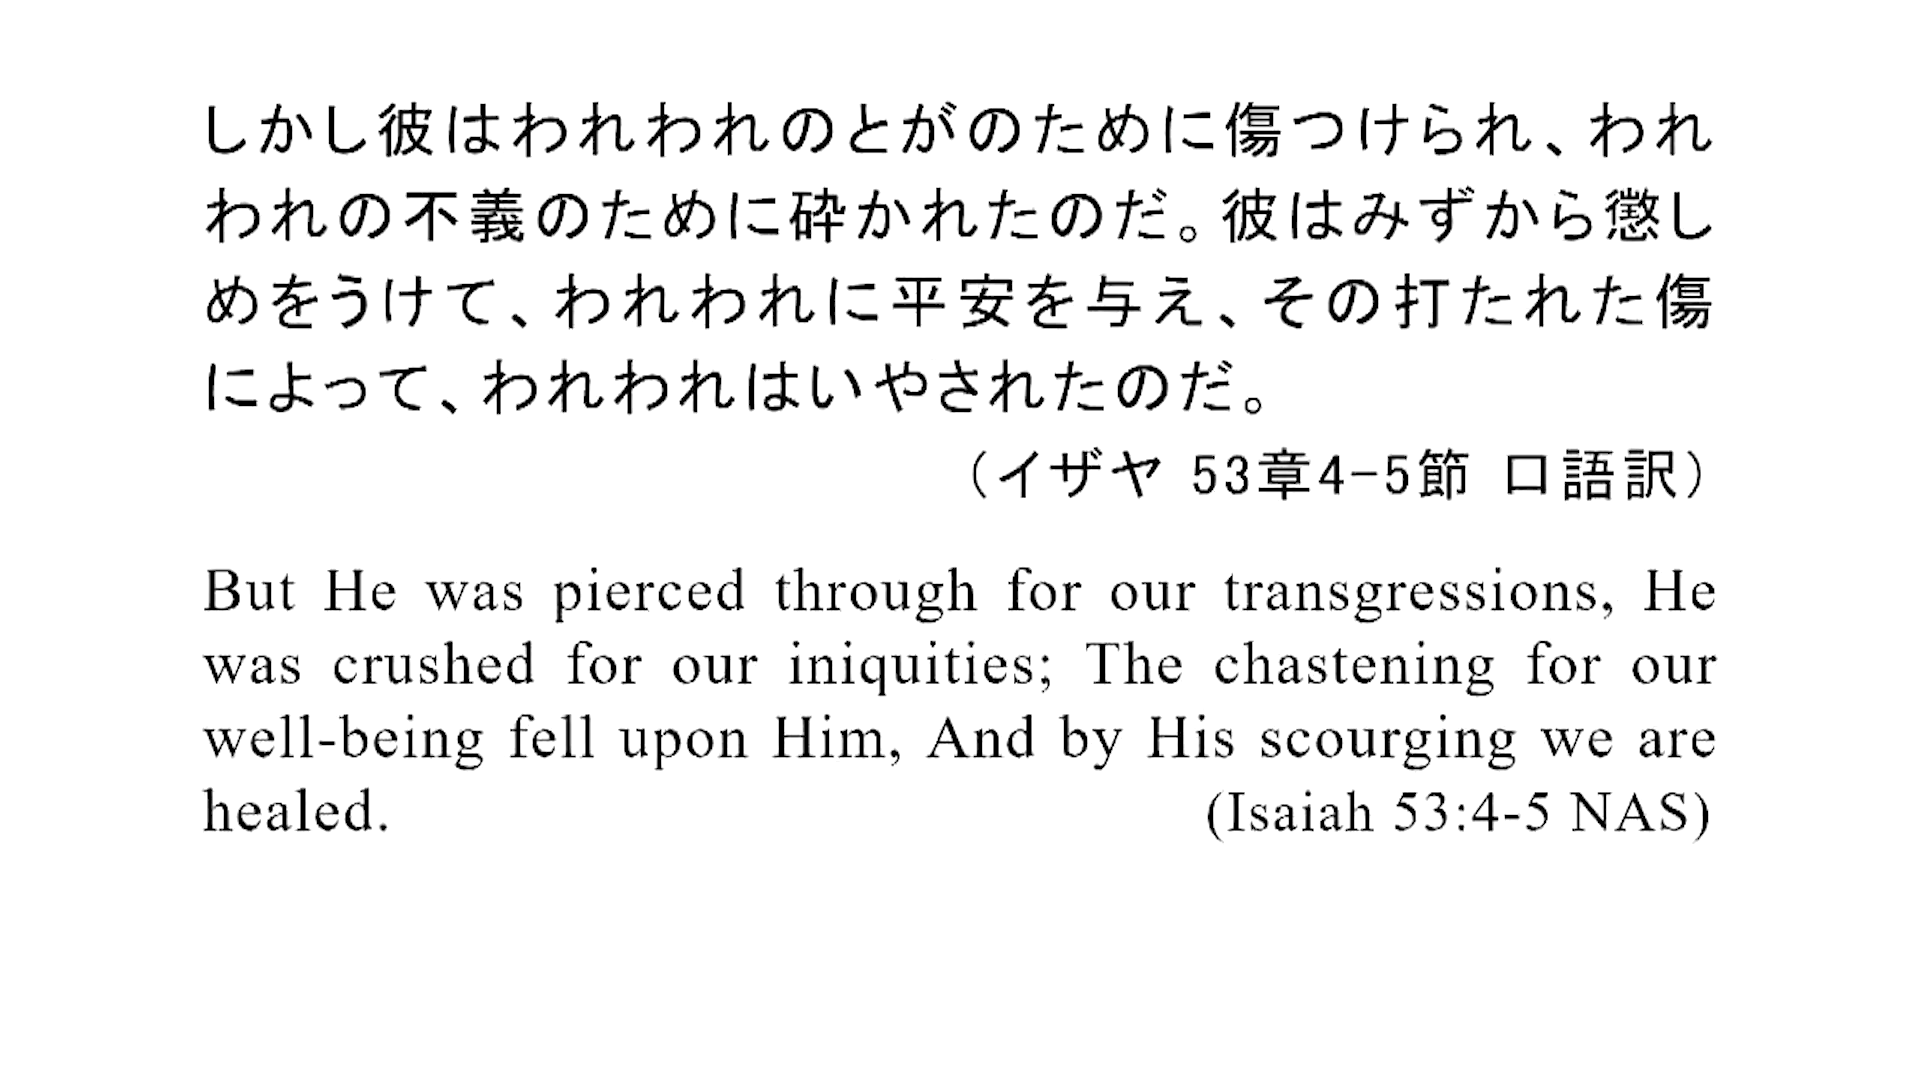 しかし彼はわれわれのとがのために傷つけられ、われ
われの不義のために砕かれたのだ。彼はみずから懲し
めをうけて、われわれに平安を与え、その打たれた傷
によって、われわれはいやされたのだ。
（イザヤ 53章4-5節 口語訳）
But He was pierced through for our transgressions, He
was crushed for our iniquities; The chastening for our
well-being fell upon Him, And by His scourging we are
healed. (Isaiah 53:4-5 NAS)